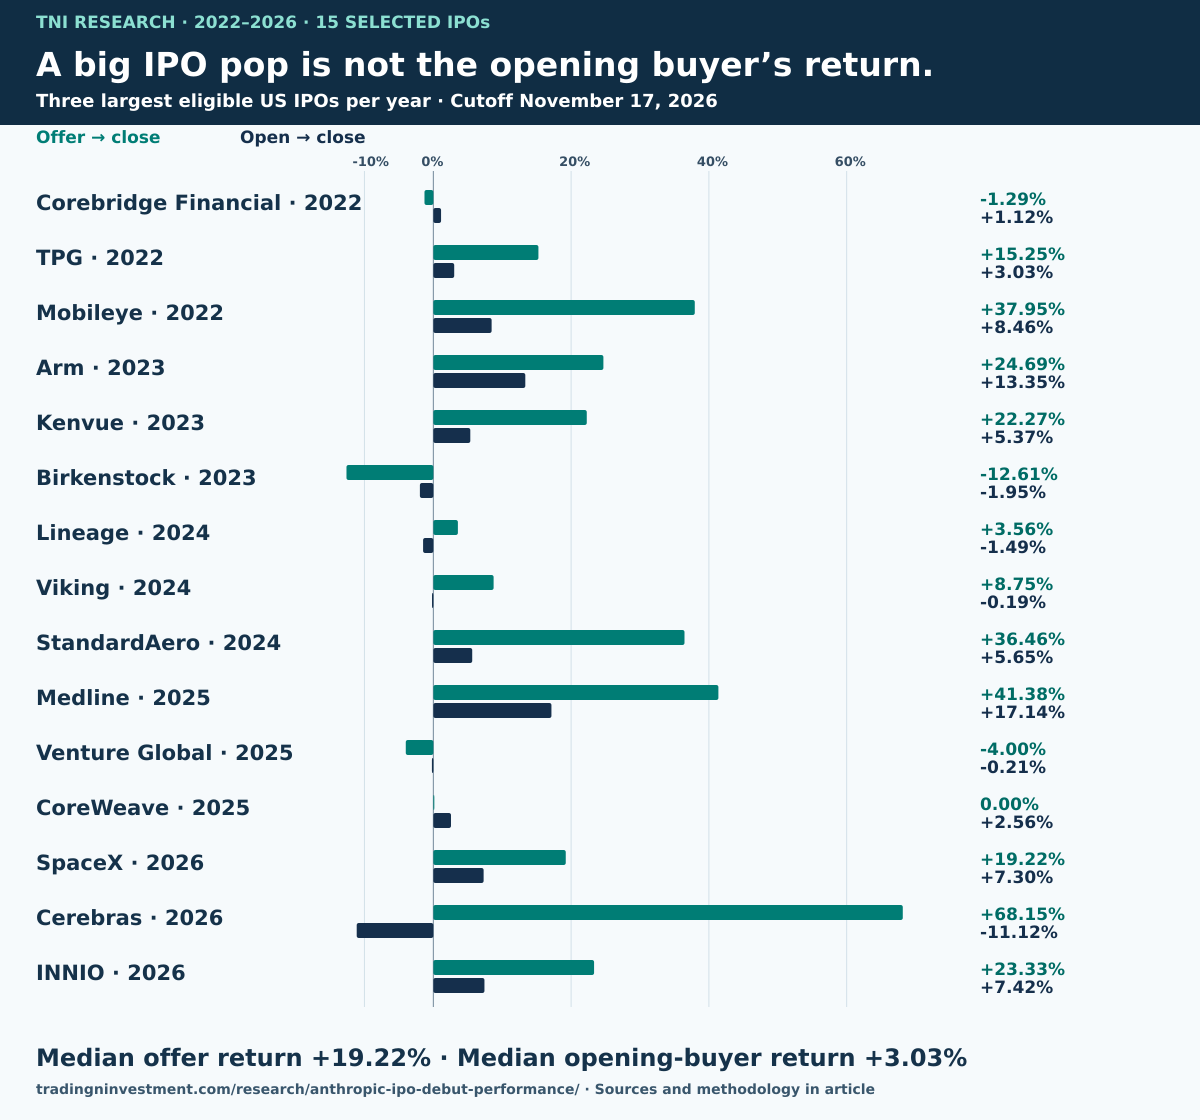 TNI RESEARCH · 2022–2026 · 15 SELECTED IPOs
A big IPO pop is not the opening buyer’s return.
Three largest eligible US IPOs per year · Cutoff November 17, 2026
Offer → close Open → close
-10% 0% 20% 40% 60%
Corebridge Financial · 2022 -1.29%
+1.12%
TPG · 2022 +15.25%
+3.03%
Mobileye · 2022 +37.95%
+8.46%
Arm · 2023 +24.69%
+13.35%
Kenvue · 2023 +22.27%
+5.37%
Birkenstock · 2023 -12.61%
-1.95%
Lineage · 2024 +3.56%
-1.49%
Viking · 2024 +8.75%
-0.19%
StandardAero · 2024 +36.46%
+5.65%
Medline · 2025 +41.38%
+17.14%
Venture Global · 2025 -4.00%
-0.21%
CoreWeave · 2025 0.00%
+2.56%
SpaceX · 2026 +19.22%
+7.30%
Cerebras · 2026 +68.15%
-11.12%
INNIO · 2026 +23.33%
+7.42%
Median offer return +19.22% · Median opening-buyer return +3.03%
tradingninvestment.com/research/anthropic-ipo-debut-performance/ · Sources and methodology in article